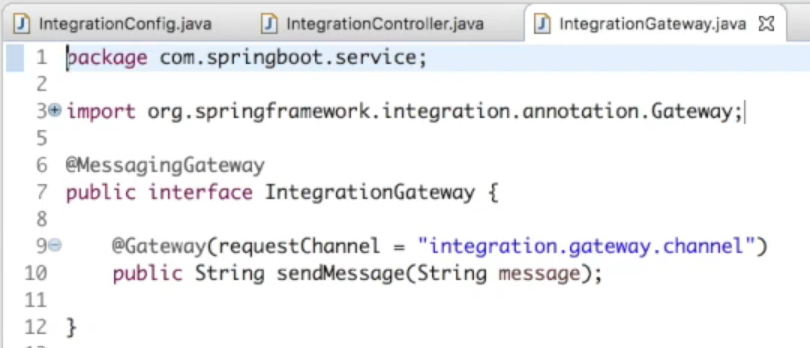 IntegrationConfig.java IntegrationController.java IntegrationGateway.java
1 package com.springboot.service;
2
3 import org.springframework.integration.annotation.Gateway;
5
6 @MessagingGateway
7 public interface IntegrationGateway {
8
9 @Gateway(requestChannel = "integration.gateway.channel")
10 public String sendMessage(String message);
11
12 }